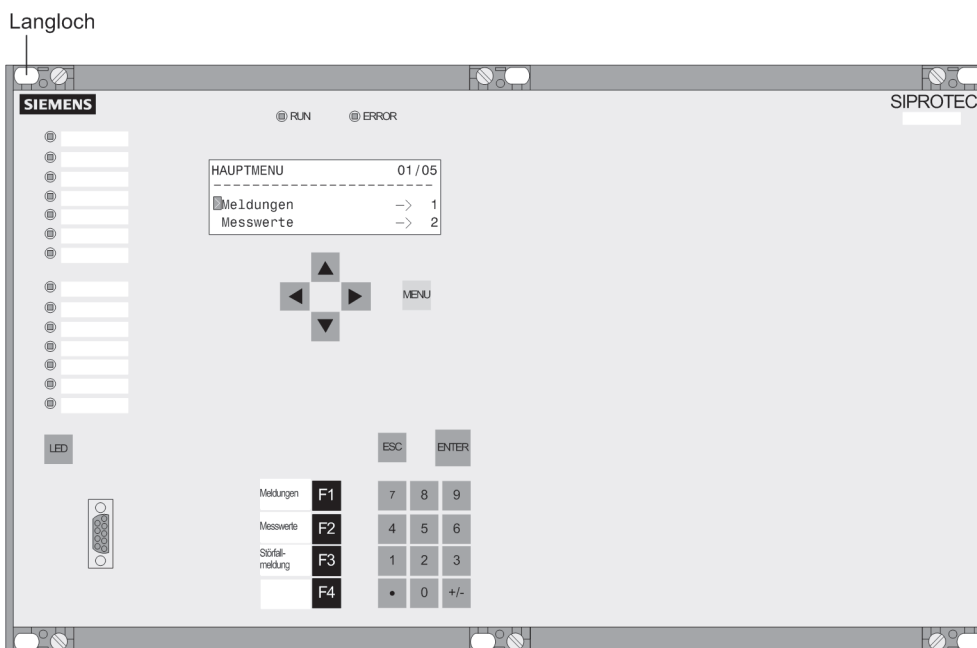 Langloch
SIEMENS
SIPROTEC
RUN
ERROR
HAUPTMENU 01/05
--------------------
Meldungen –> 1
Messwerte –> 2
MENU
LED
ESC
ENTER
Meldungen F1
7 8 9
Messwerte F2
4 5 6
Störfall-
meldung F3
1 2 3
F4
• 0 +/-